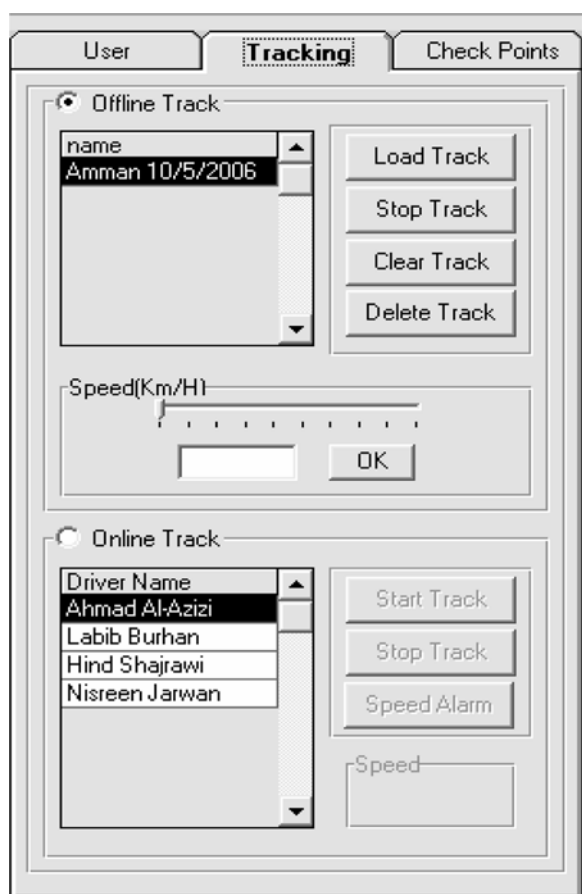 User Tracking Check Points
Offline Track
name
Amman 10/5/2006
Load Track
Stop Track
Clear Track
Delete Track
Speed(Km/H)
OK
Online Track
Driver Name
Ahmad Al-Azizi
Labib Burhan
Hind Shajrawi
Nisreen Jarwan
Start Track
Stop Track
Speed Alarm
Speed